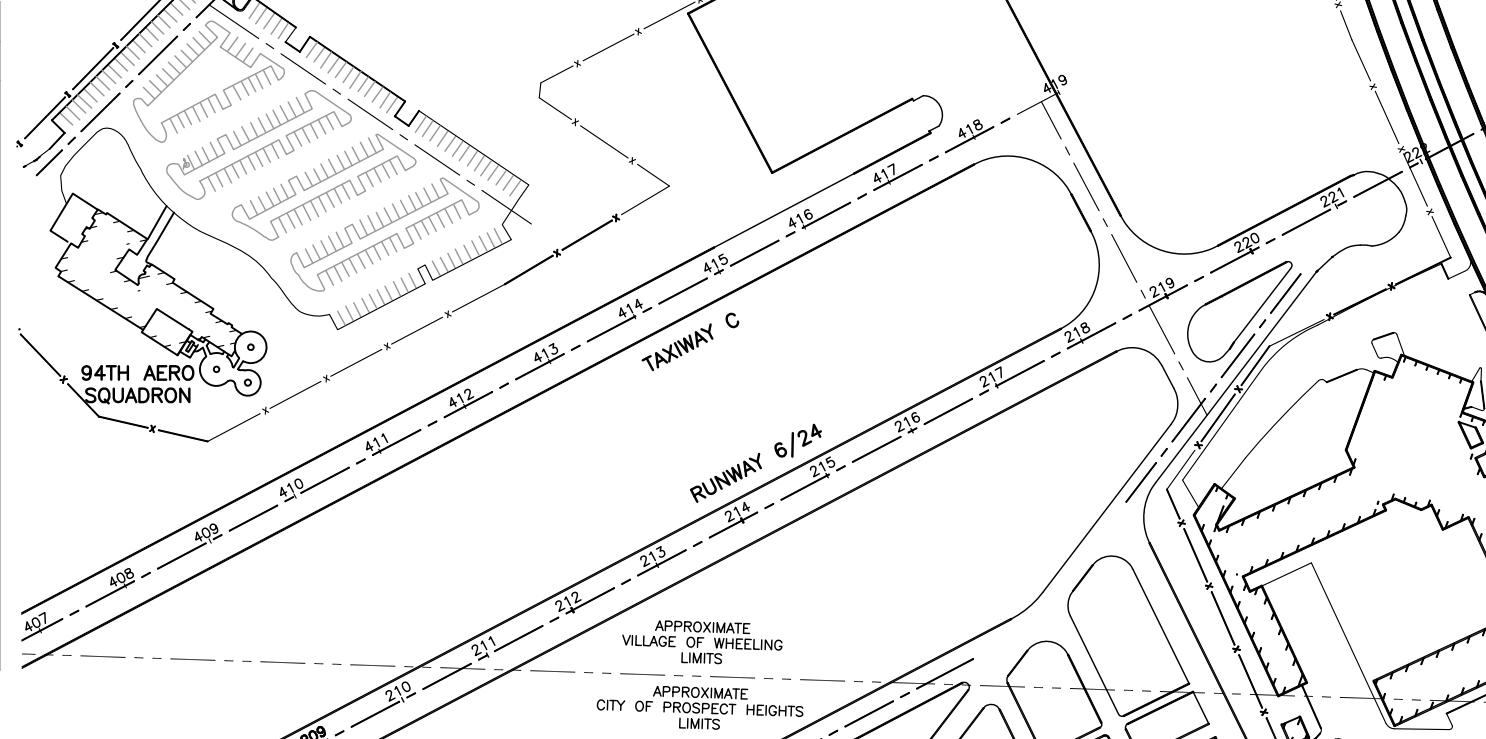 419
418
417
416
415
414
413
412
411
410
409
408
407
TAXIWAY C
94TH AERO
SQUADRON
221
220
219
218
217
216
215
214
213
212
211
210
209
RUNWAY 6/24
APPROXIMATE
VILLAGE OF WHEELING
LIMITS
APPROXIMATE
CITY OF PROSPECT HEIGHTS
LIMITS